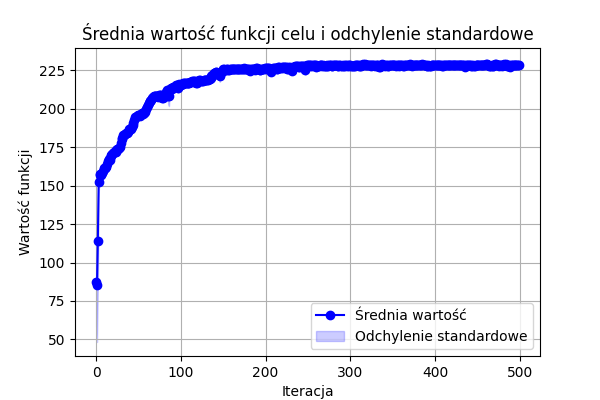 Średnia wartość funkcji celu i odchylenie standardowe
Wartość funkcji
225
200
175
150
125
100
75
50
0 100 200 300 400 500
Iteracja
Średnia wartość
Odchylenie standardowe